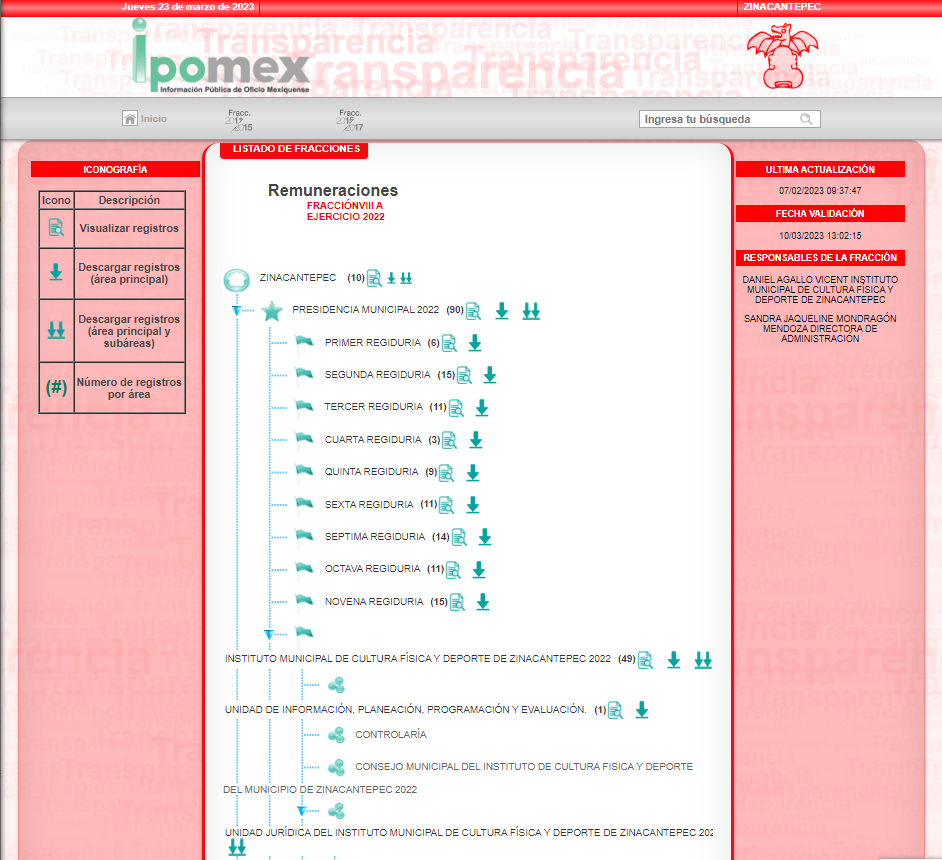 Jueves 23 de marzo de 2023
ZINACANTEPEC
Transparencia
ipomex
Información Pública de Oficio Mexiquense
Inicio
Fracc.
2015
Fracc.
2017
Ingresa tu búsqueda
ICONOGRAFÍA
Icono Descripción
Visualizar registros
Descargar registros
(área principal)
Descargar registros
(área principal y
subáreas)
(#) Número de registros
por área
LISTADO DE FRACCIONES
Remuneraciones
FRACCIÓNVIII A
EJERCICIO 2022
ZINACANTEPEC (10)
PRESIDENCIA MUNICIPAL 2022 (90)
PRIMER REGIDURIA (6)
SEGUNDA REGIDURIA (15)
TERCER REGIDURIA (11)
CUARTA REGIDURIA (3)
QUINTA REGIDURIA (9)
SEXTA REGIDURIA (11)
SEPTIMA REGIDURIA (14)
OCTAVA REGIDURIA (11)
NOVENA REGIDURIA (15)
INSTITUTO MUNICIPAL DE CULTURA FÍSICA Y DEPORTE DE ZINACANTEPEC 2022 (49)
UNIDAD DE INFORMACIÓN, PLANEACIÓN, PROGRAMACIÓN Y EVALUACIÓN. (1)
CONTROLARÍA
CONSEJO MUNICIPAL DEL INSTITUTO DE CULTURA FISICA Y DEPORTE
DEL MUNICIPIO DE ZINACANTEPEC 2022
UNIDAD JURÍDICA DEL INSTITUTO MUNICIPAL DE CULTURA FÍSICA Y DEPORTE DE ZINACANTEPEC 202
ULTIMA ACTUALIZACIÓN
07/02/2023 09:37:47
FECHA VALIDACIÓN
10/03/2023 13:02:15
RESPONSABLES DE LA FRACCIÓN
DANIEL AGALLO VICENT INSTITUTO
MUNICIPAL DE CULTURA FÍSICA Y
DEPORTE DE ZINACANTEPEC
SANDRA JAQUELINE MONDRAGÓN
MENDOZA DIRECTORA DE
ADMINISTRACIÓN